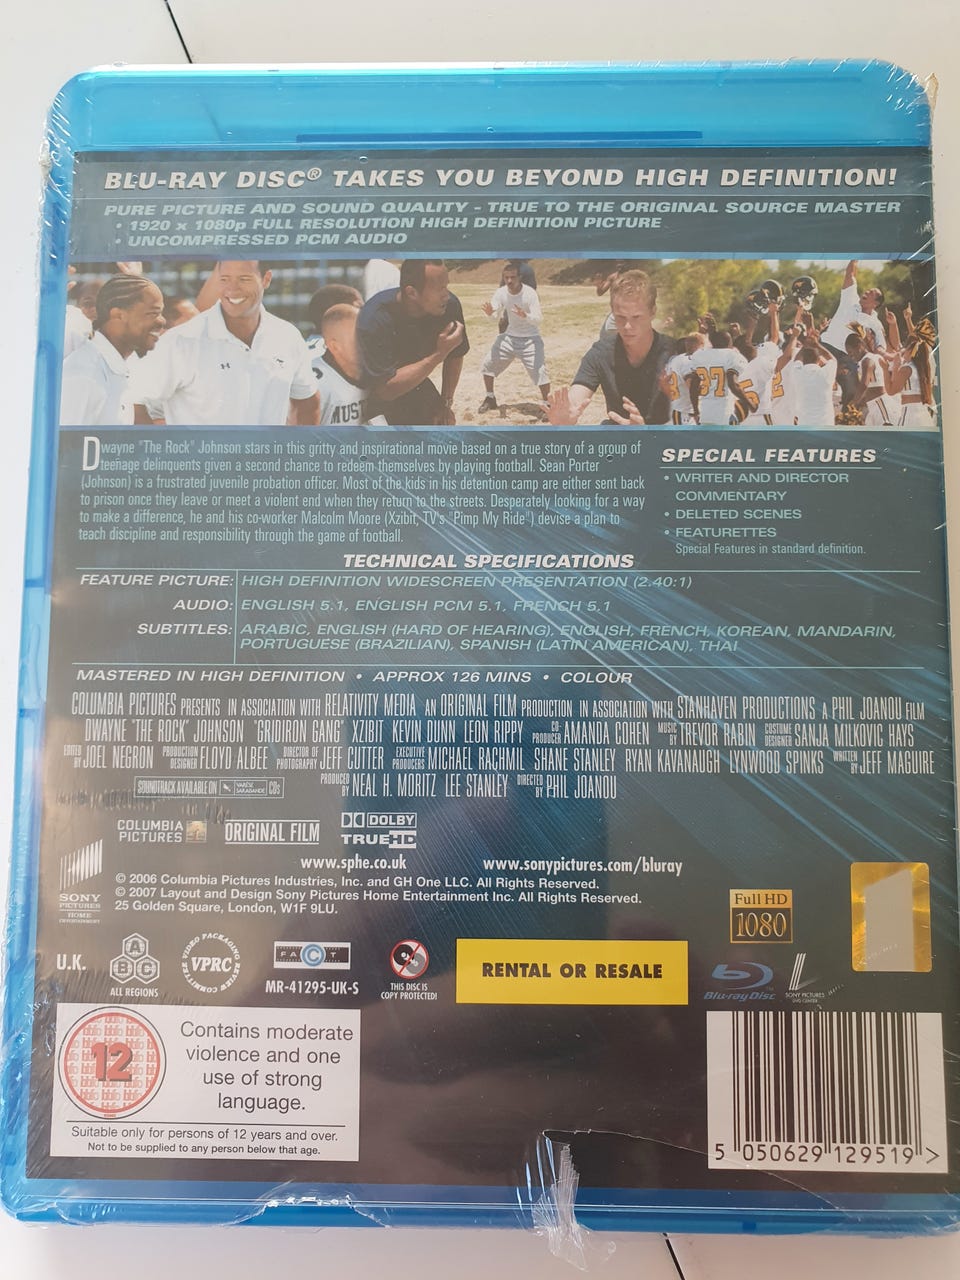 BLU-RAY DISC® TAKES YOU BEYOND HIGH DEFINITION!
PURE PICTURE AND SOUND QUALITY - TRUE TO THE ORIGINAL SOURCE MASTER
• 1920 x 1080p FULL RESOLUTION HIGH DEFINITION PICTURE
• UNCOMPRESSED PCM AUDIO
MUST
37
Dwayne "The Rock" Johnson stars in this gritty and inspirational movie based on a true story of a group of
teenage delinquents given a second chance to redeem themselves by playing football. Sean Porter
(Johnson) is a frustrated juvenile probation officer. Most of the kids in his detention camp are either sent back
to prison once they leave or meet a violent end when they return to the streets. Desperately looking for a way
to make a difference, he and his co-worker Malcolm Moore (Xzibit, TV's "Pimp My Ride") devise a plan to
teach discipline and responsibility through the game of football.
SPECIAL FEATURES
• WRITER AND DIRECTOR
COMMENTARY
• DELETED SCENES
• FEATURETTES
Special Features in standard definition.
TECHNICAL SPECIFICATIONS
FEATURE PICTURE: HIGH DEFINITION WIDESCREEN PRESENTATION (2.40:1)
AUDIO: ENGLISH 5.1, ENGLISH PCM 5.1, FRENCH 5.1
SUBTITLES: ARABIC, ENGLISH (HARD OF HEARING), ENGLISH, FRENCH, KOREAN, MANDARIN,
PORTUGUESE (BRAZILIAN), SPANISH (LATIN AMERICAN), THAI
MASTERED IN HIGH DEFINITION • APPROX 126 MINS • COLOUR
COLUMBIA PICTURES PRESENTS IN ASSOCIATION WITH RELATIVITY MEDIA AN ORIGINAL FILM PRODUCTION IN ASSOCIATION WITH STANHAVEN PRODUCTIONS A PHIL JOANOU FILM
DWAYNE "THE ROCK" JOHNSON "GRIDIRON GANG" XZIBIT KEVIN DUNN LEON RIPPY CO-PRODUCER AMANDA COHEN MUSIC BY TREVOR RABIN COSTUME DESIGNER SANJA MILKOVIC HAYS
EDITED BY JOEL NEGRON PRODUCTION DESIGNER FLOYD ALBEE DIRECTOR OF PHOTOGRAPHY JEFF CUTTER EXECUTIVE PRODUCERS MICHAEL RACHMIL SHANE STANLEY RYAN KAVANAUGH LYNWOOD SPINKS WRITTEN BY JEFF MAGUIRE
SOUNDTRACK AVAILABLE ON VARÈSE SARABANDE CDs PRODUCED BY NEAL H. MORITZ LEE STANLEY DIRECTED BY PHIL JOANOU
COLUMBIA PICTURES
ORIGINAL FILM
DOLBY
TRUEHD
SONY
PICTURES
HOME
ENTERTAINMENT
www.sphe.co.uk
www.sonypictures.com/bluray
© 2006 Columbia Pictures Industries, Inc. and GH One LLC. All Rights Reserved.
© 2007 Layout and Design Sony Pictures Home Entertainment Inc. All Rights Reserved.
25 Golden Square, London, W1F 9LU.
Full HD
1080
U.K.
A
B C
ALL REGIONS
VIDEO PACKAGING REVIEW COMMITTEE
VPRC
FACT
MR-41295-UK-S
THIS DISC IS
COPY PROTECTED!
RENTAL OR RESALE
Blu-ray Disc
SONY PICTURES
DVD CENTER
12
Contains moderate
violence and one
use of strong
language.
Suitable only for persons of 12 years and over.
Not to be supplied to any person below that age.
5 050629 129519 >